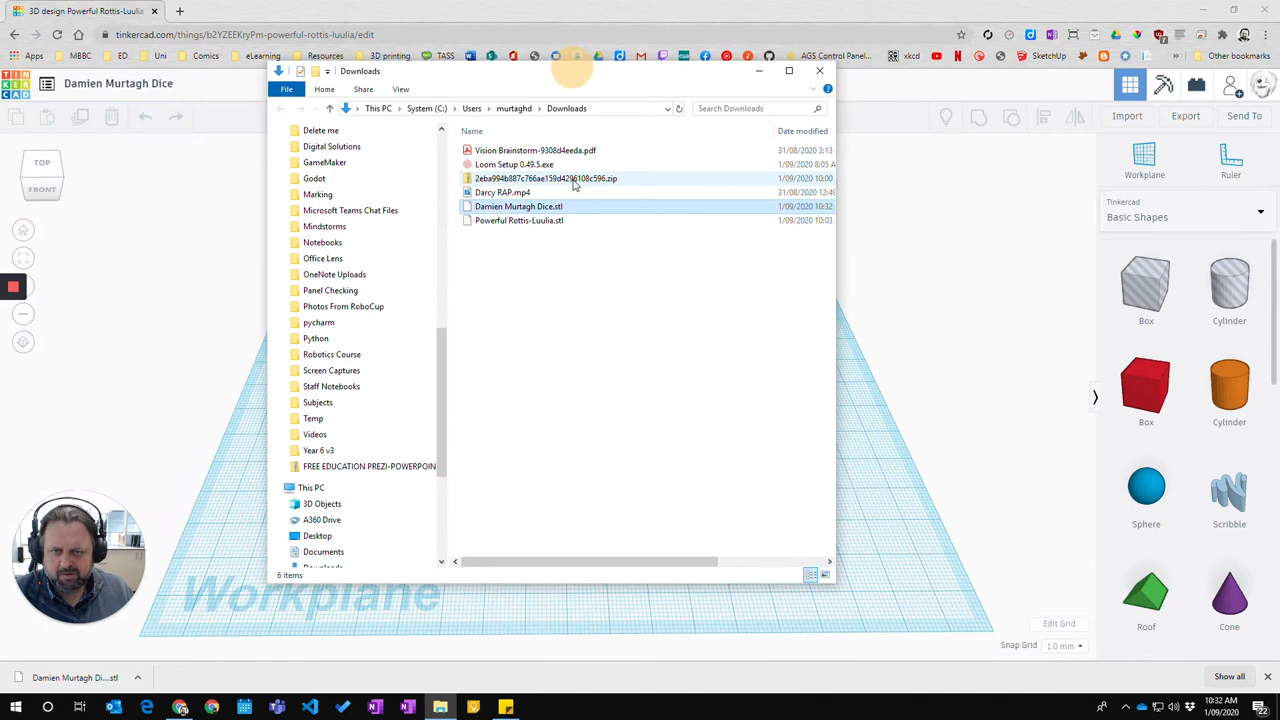 3D design Powerful Rottis-Luulia
tinkercad.com/things/b2YZEEKryPm-powerful-rottis-luulia/edit
Apps MBBC ED Music 3D printing TASS AGS Control Panel... xkcd SketchUp
Damien Murtagh Dice
Downloads
File Home Share View
This PC System (C:) Users murtaghd Downloads Search Downloads
Name Date modified
Delete me
Digital Solutions
GameMaker
Godot
Marking
Microsoft Teams Chat Files
Mindstorms
Notebooks
Office Lens
OneNote Uploads
Panel Checking
Photos From RoboCup
pycharm
Python
Robotics Course
Screen Captures
Staff Notebooks
Subjects
Temp
Videos
Year 6 v3
FREE EDUCATION PREZI-POWERPOIN
This PC
3D Objects
A360 Drive
Desktop
Documents
Vision Brainstorm-9308d4eeda.pdf 31/08/2020 3:13
Loom Setup 0.49.5.exe 1/09/2020 8:05 A
2eba994b887c766ae159d4296108c596.zip 1/09/2020 10:00
Darcy RAP.mp4 31/08/2020 12:49
Damien Murtagh Dice.stl 1/09/2020 10:32
Powerful Rottis-Luulia.stl 1/09/2020 10:03
6 items
TOP
FRONT
Workplane
Import Export Send To
Workplane Ruler
Tinkercad
Basic Shapes
Box Cylinder
Box Cylinder
Sphere Scribble
Roof Cone
Edit Grid
Snap Grid 1.0 mm
Damien Murtagh Di....stl
Show all
10:32 AM
1/09/2020
22